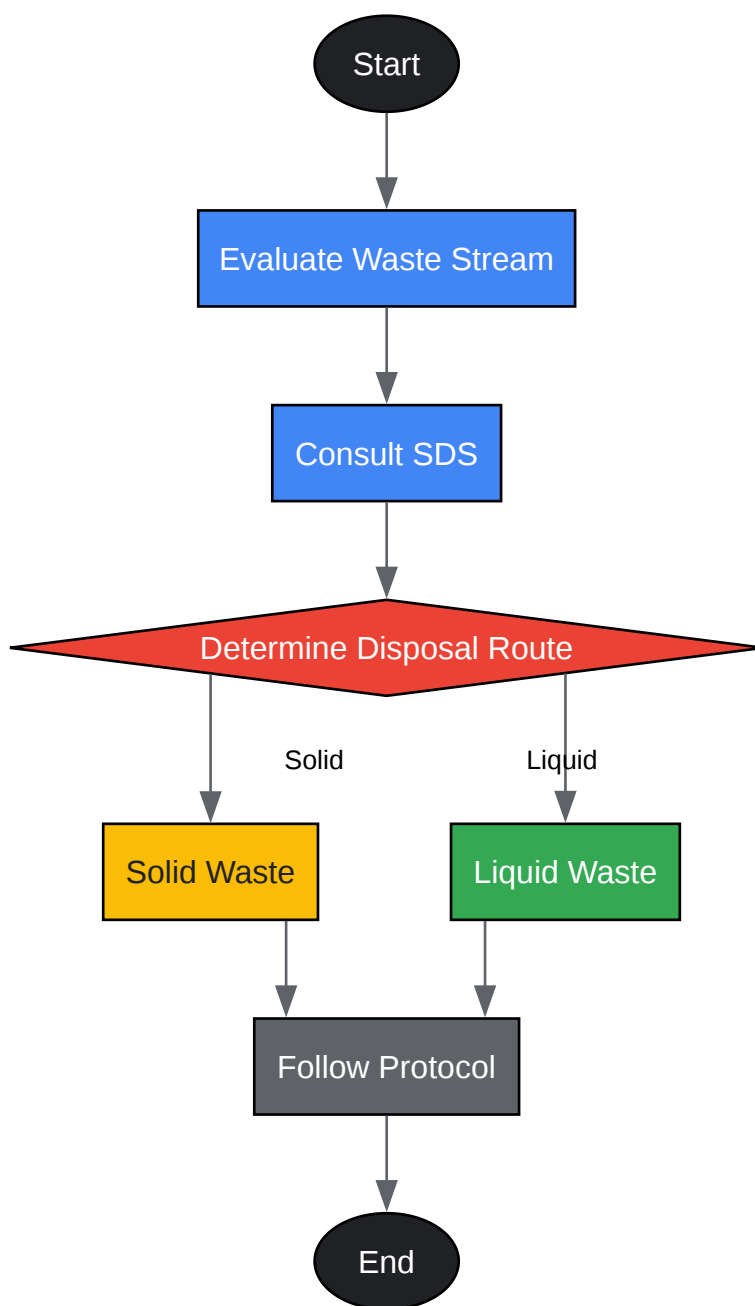 Start
Evaluate Waste Stream
Consult SDS
Determine Disposal Route
Solid
Liquid
Solid Waste
Liquid Waste
Follow Protocol
End